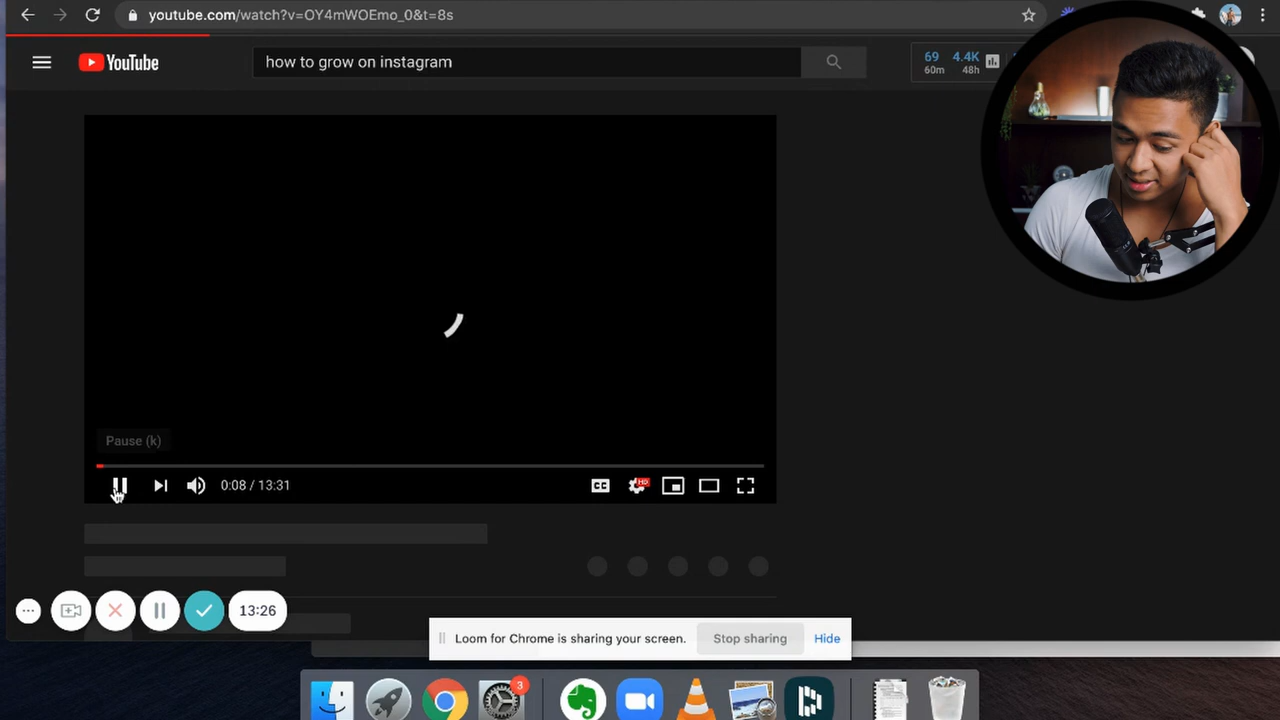 youtube.com/watch?v=OY4mWOEmo_0&t=8s
YouTube
how to grow on instagram
69
4.4K
60m
48h
Pause (k)
0:08 / 13:31
CC
HD
13:26
Loom for Chrome is sharing your screen.
Stop sharing
Hide
3